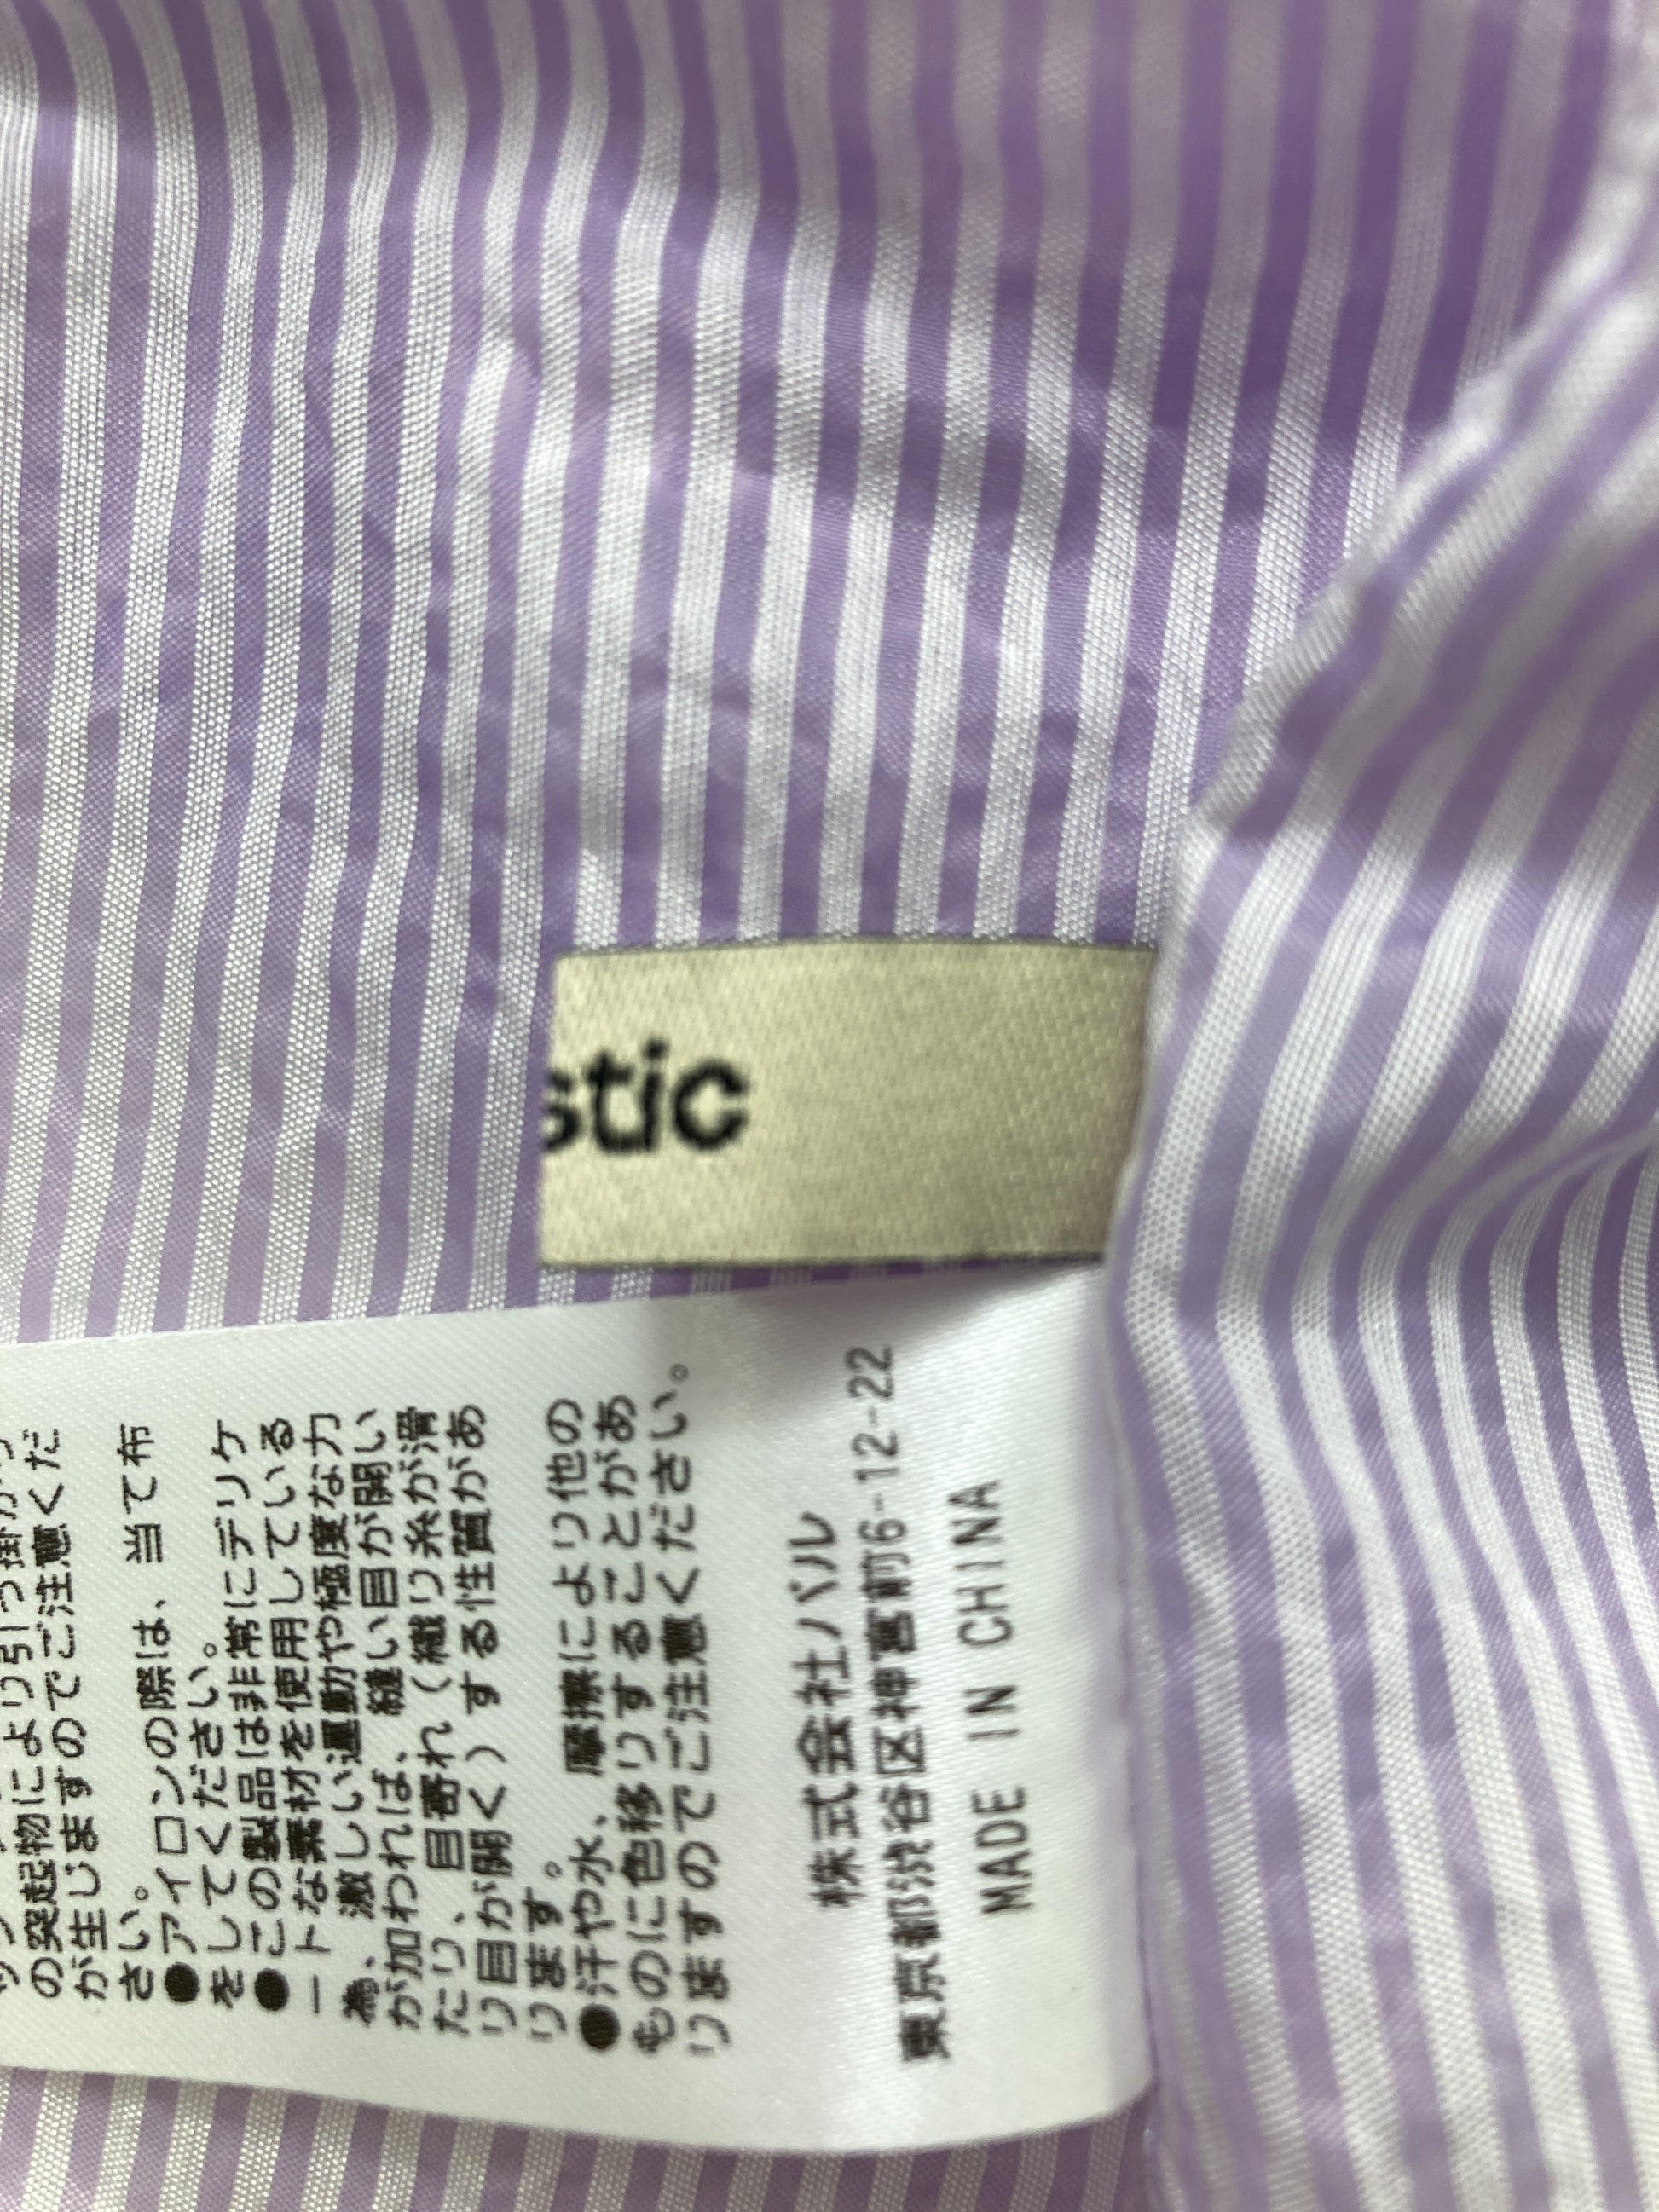 stic
の突起物により引っ掛かり
が生じますのでご注意くだ
さい。
●アイロンの際は、当て布
をしてください。
●この製品は非常にデリケ
ートな素材を使用している
為、激しい運動や極度な力
が加われば、縫い目が開い
たり、目寄れ（織り糸が滑
り目が開く）する性質があ
ります。
●汗や水、摩擦により他の
ものに色移りすることがあ
りますのでご注意ください。
株式会社バル
東京都渋谷区神宮前6-12-22
MADE IN CHINA